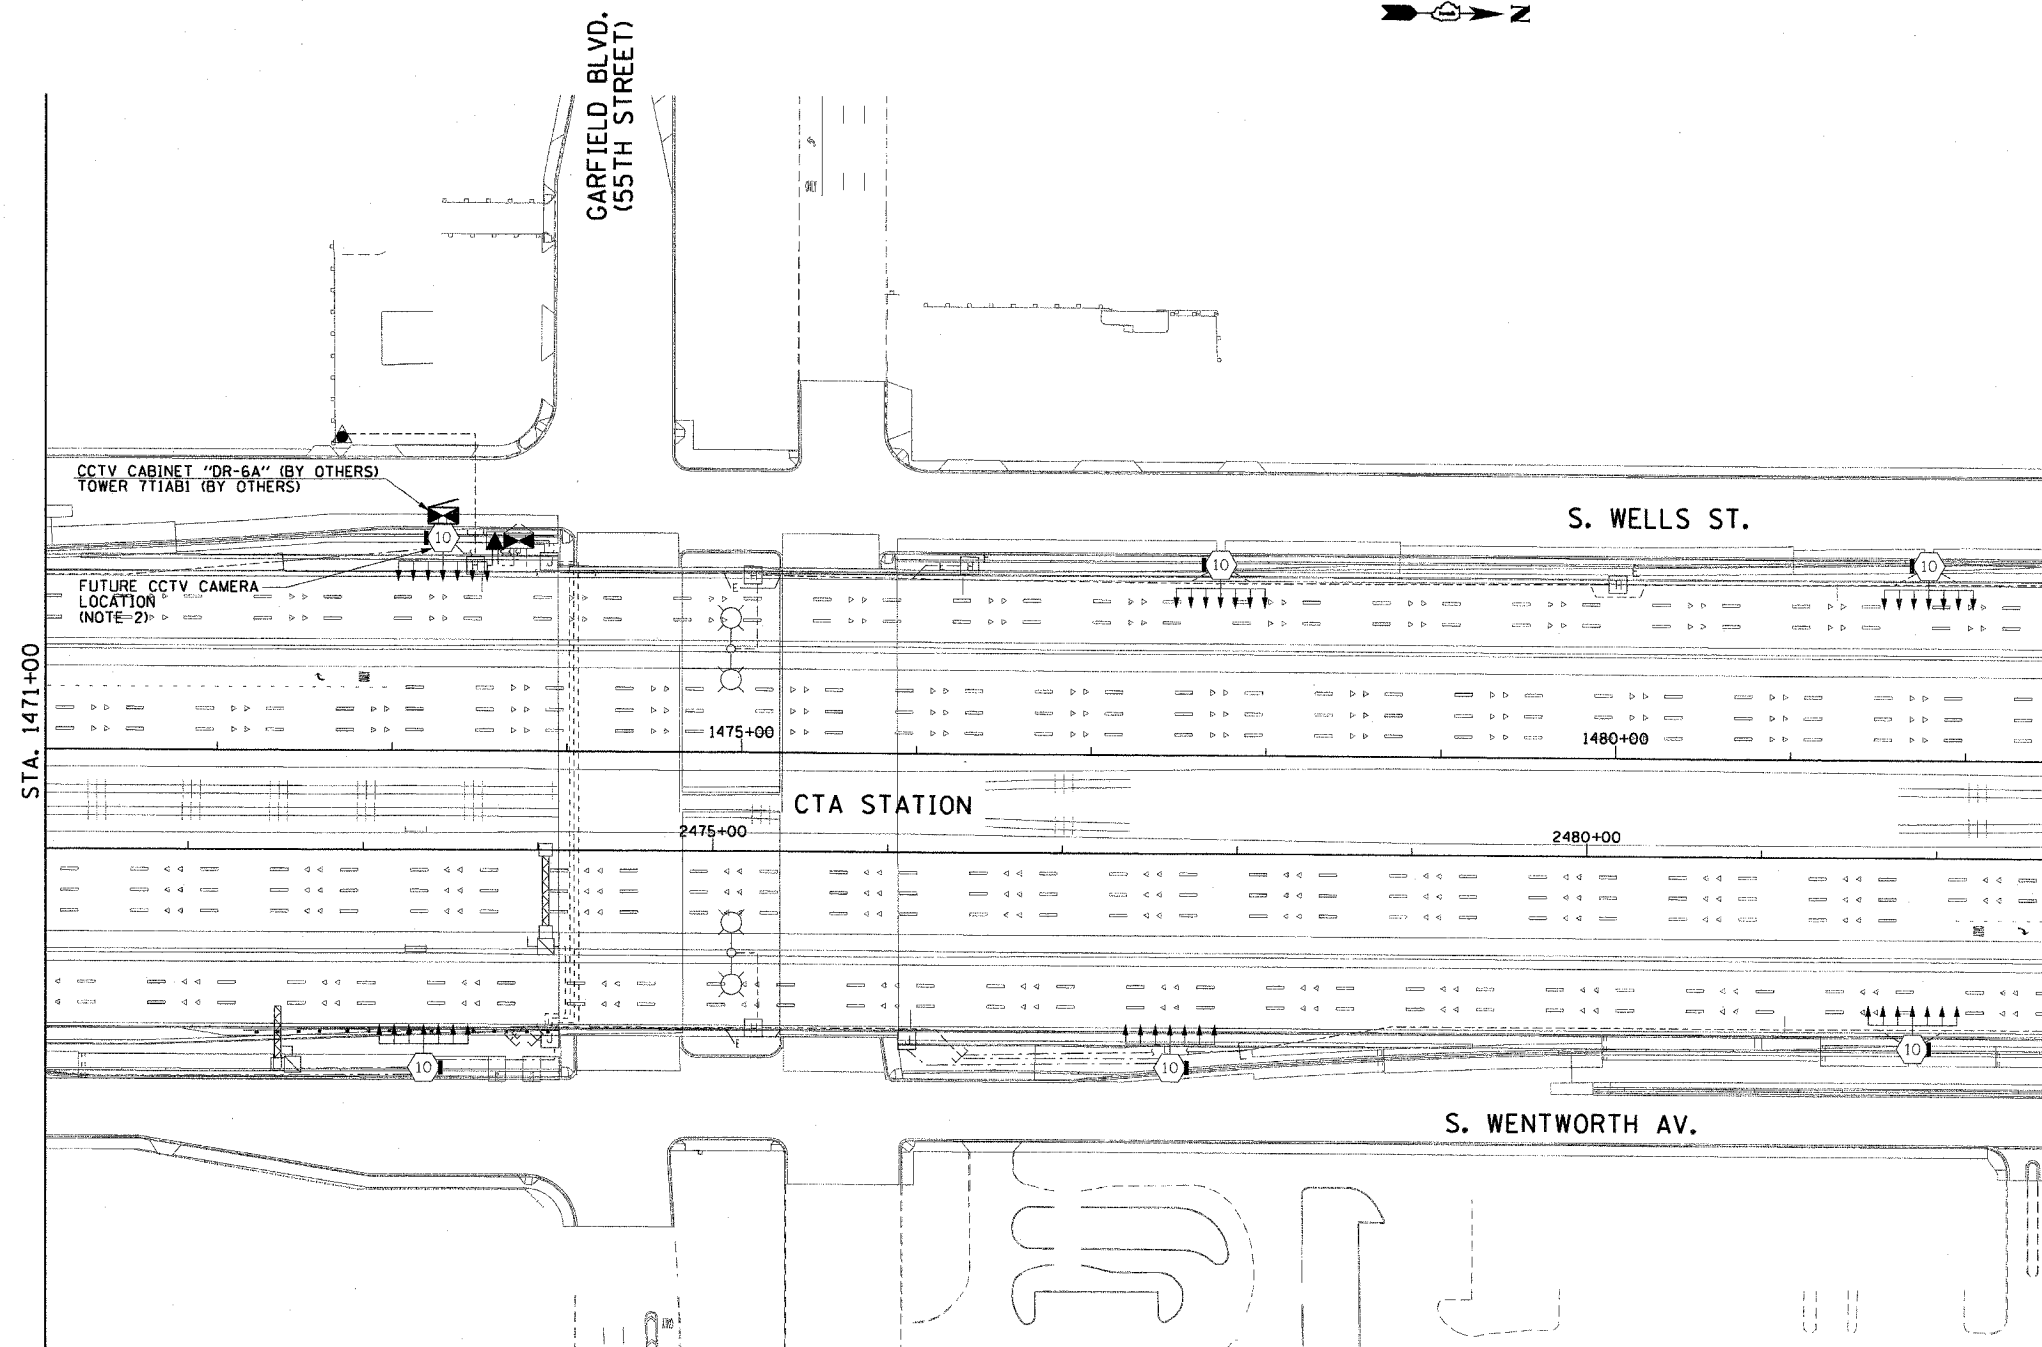 N
GARFIELD BLVD.
(55TH STREET)
ONLY
CCTV CABINET "DR-6A" (BY OTHERS)
TOWER 7T1AB1 (BY OTHERS)
S. WELLS ST.
10
10
10
FUTURE CCTV CAMERA
LOCATION
(NOTE 2)
E
STA. 1471+00
1475+00
1480+00
CTA STATION
2475+00
2480+00
E
10
10
10
S. WENTWORTH AV.